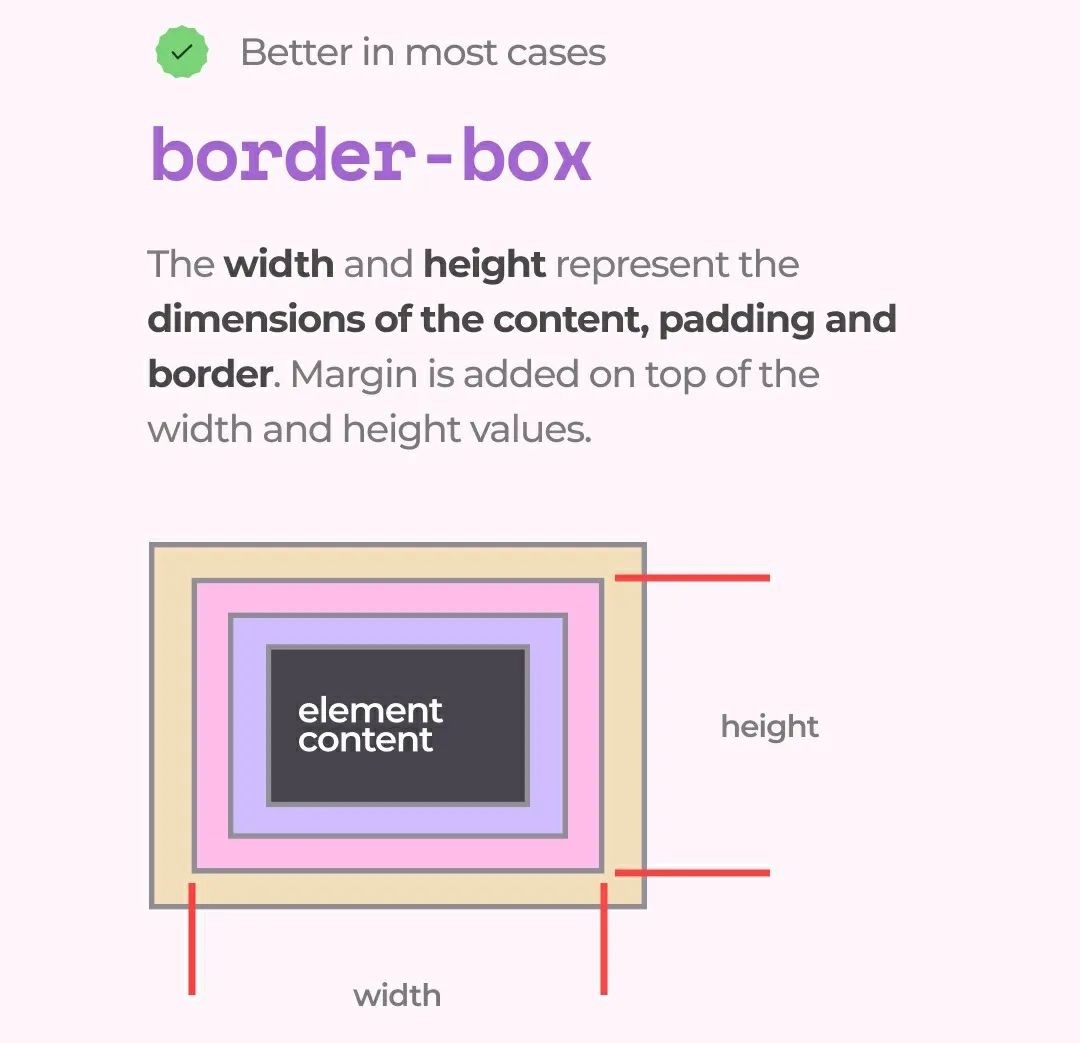 Better in most cases
border-box
The width and height represent the
dimensions of the content, padding and
border. Margin is added on top of the
width and height values.
element
content
height
width